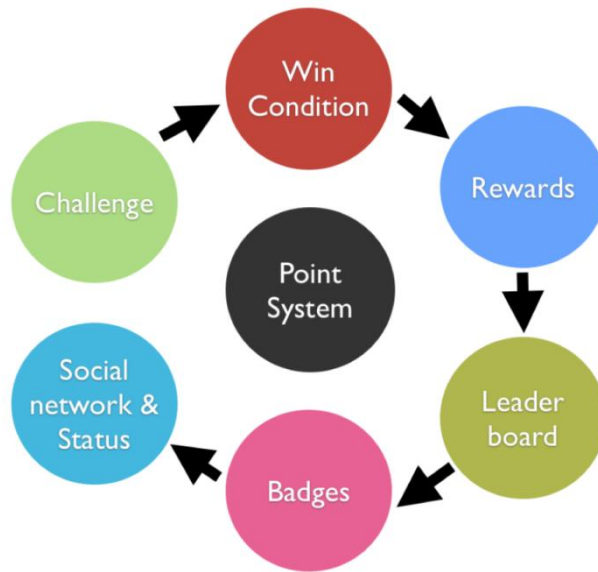 Win
Condition
Challenge
Rewards
Point
System
Social
network &
Status
Leader
board
Badges